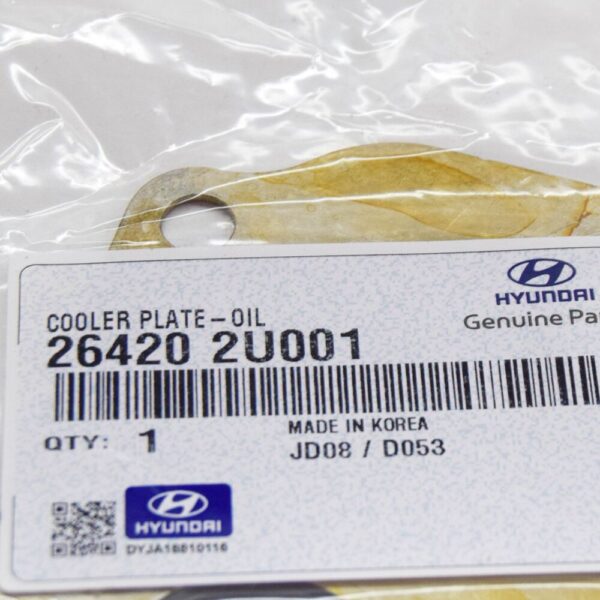 HYUNDAI
Genuine Pa
COOLER PLATE-OIL
26420 2U001
MADE IN KOREA
QTY: 1
JD08 / D053
HYUNDAI
DYJA18810116